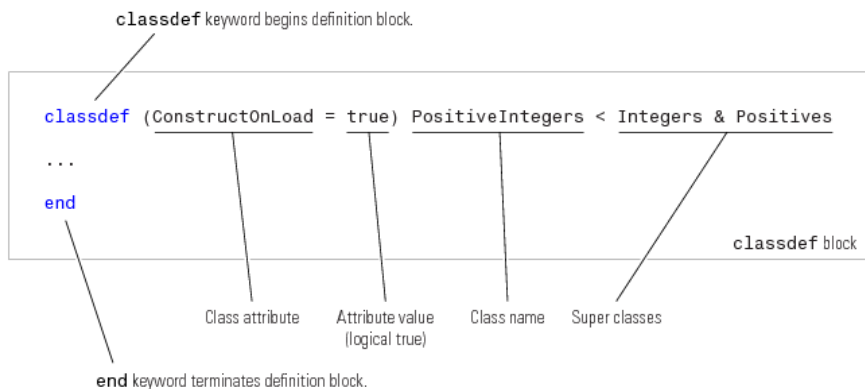 classdef keyword begins definition block.
classdef (ConstructOnLoad = true) PositiveIntegers < Integers & Positives
...
end
classdef block
Class attribute
Attribute value
(logical true)
Class name
Super classes
end keyword terminates definition block.